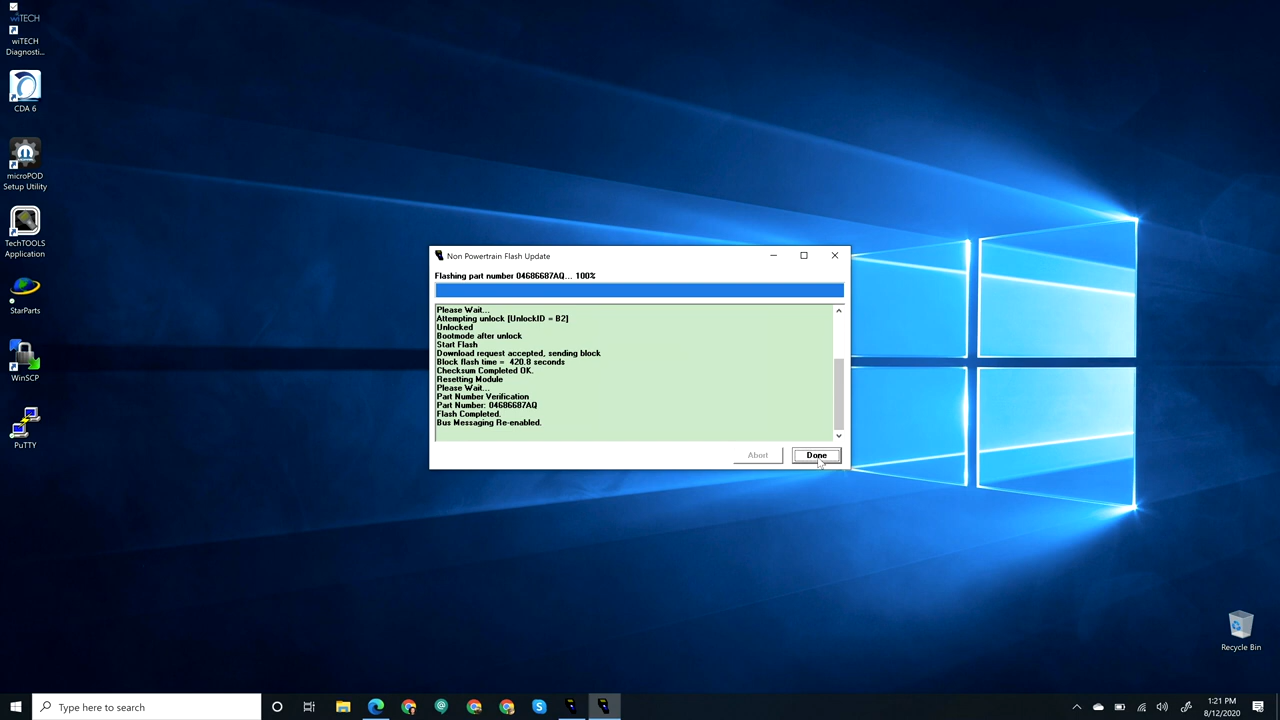 wiTECH
wiTECH
Diagnosti...
CDA 6
microPOD
Setup Utility
TechTOOLS
Application
StarParts
WinSCP
PuTTY
Non Powertrain Flash Update
Flashing part number 04686687AQ... 100%
Please Wait...
Attempting unlock [UnlockID = B2]
Unlocked
Bootmode after unlock
Start Flash
Download request accepted, sending block
Block flash time =  420.8 seconds
Checksum Completed OK.
Resetting Module
Please Wait...
Part Number Verification
Part Number: 04686687AQ
Flash Completed.
Bus Messaging Re-enabled.
Abort
Done
Recycle Bin
Type here to search
1:21 PM
8/12/2020